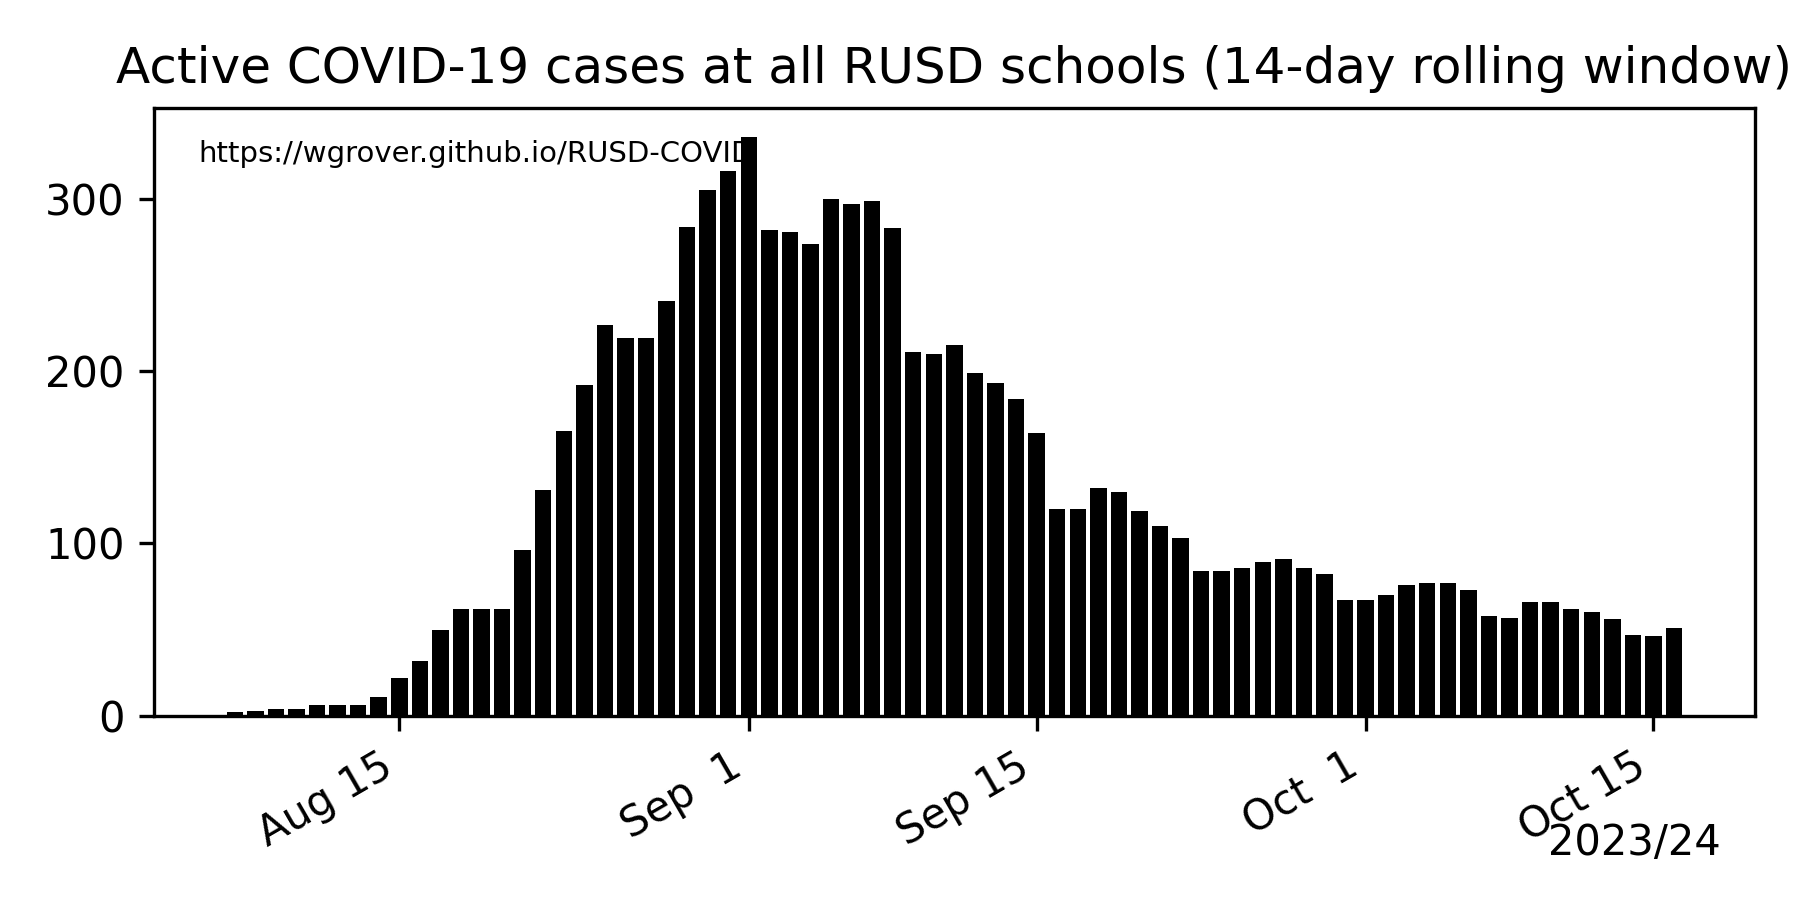 Active COVID-19 cases at all RUSD schools (14-day rolling window)
https://wgrover.github.io/RUSD-COVID
300
200
100
0
Aug 15
Sep 1
Sep 15
Oct 1
Oct 15
2023/24